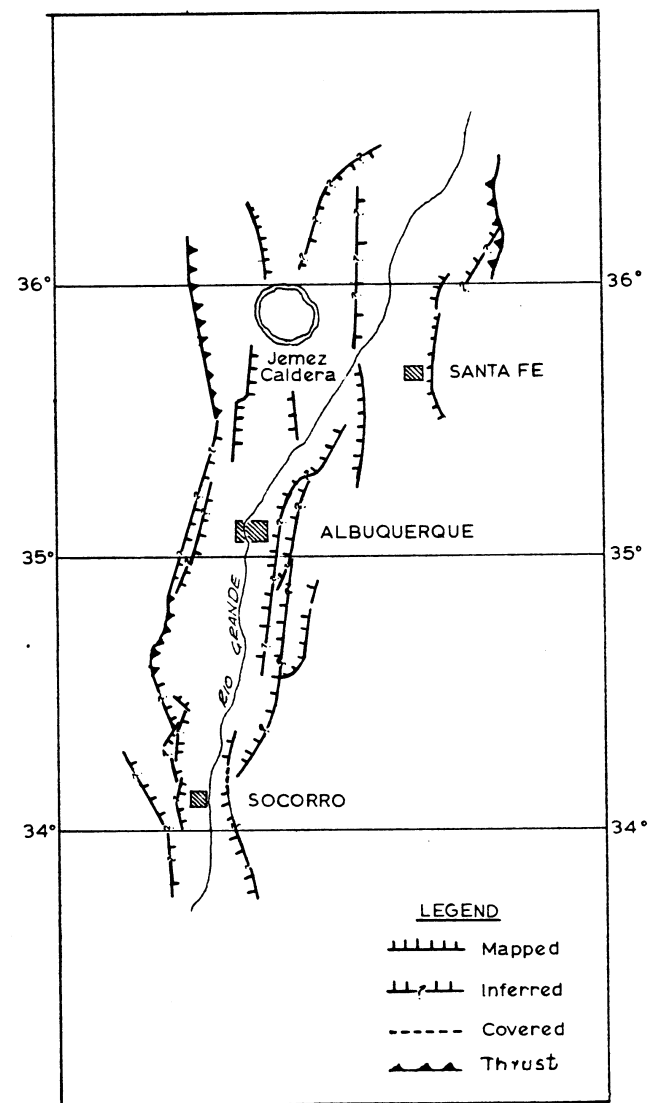 36°
36°
Jemez
Caldera
SANTA FE
ALBUQUERQUE
35°
35°
RIO GRANDE
SOCORRO
34°
34°
LEGEND
Mapped
?
Inferred
Covered
Thrust